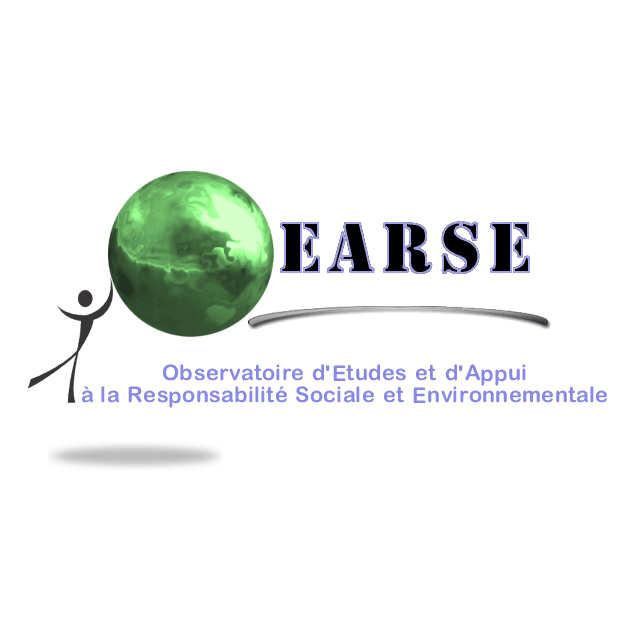 EARSE
Observatoire d'Etudes et d'Appui
à la Responsabilité Sociale et Environnementale